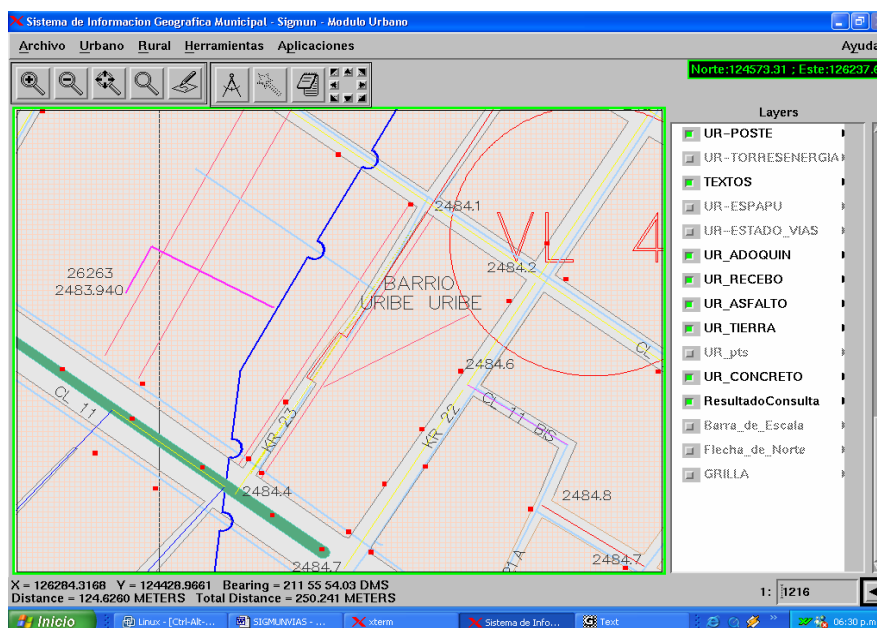 Sistema de Informacion Geografica Municipal - Sigmun - Modulo Urbano
Archivo Urbano Rural Herramientas Aplicaciones Ayuda
Norte:124573.31 ; Este:126237.6
Layers
UR-POSTE
UR-TORRESENERGIA
TEXTOS
UR-ESPAPU
UR-ESTADO_VIAS
UR_ADOQUIN
UR_RECEBO
UR_ASFALTO
UR_TIERRA
UR_pts
UR_CONCRETO
ResultadoConsulta
Barra_de_Escala
Flecha_de_Norte
GRILLA
2484.1
VL 4
2484.2
26263
2483.940
BARRIO
URIBE URIBE
CL
2484.6
CL 11
KR 23
KR 22
CL 11 BIS
2484.4
2484.8
2484.7
2484.7
X = 126284.3168 Y = 124428.9661 Bearing = 211 55 54.03 DMS
Distance = 124.6260 METERS Total Distance = 250.241 METERS
1: 1216
Inicio
Linux - [Ctrl-Alt-...
SIGMUNVIAS - ...
xterm
Sistema de Info...
Text
06:30 p.m.